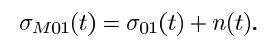 σ_{M01}(t) = σ_{01}(t) + n(t).